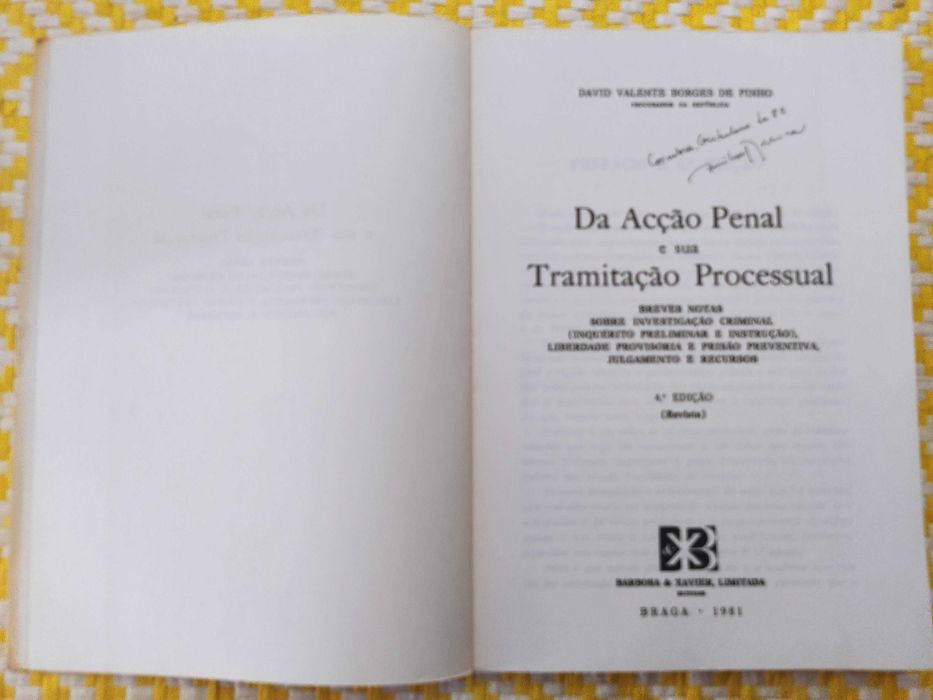 DAVID VALENTE BORGES DE PINHO
PROCURADOR DA REPÚBLICA
Da Acção Penal
e sua
Tramitação Processual
BREVES NOTAS
SOBRE INVESTIGAÇÃO CRIMINAL
(INQUÉRITO PRELIMINAR E INSTRUÇÃO),
LIBERDADE PROVISÓRIA E PRISÃO PREVENTIVA,
JULGAMENTO E RECURSOS
4.ª EDIÇÃO
(Revista)
BARBOSA & XAVIER, LIMITADA
EDITORES
BRAGA - 1981